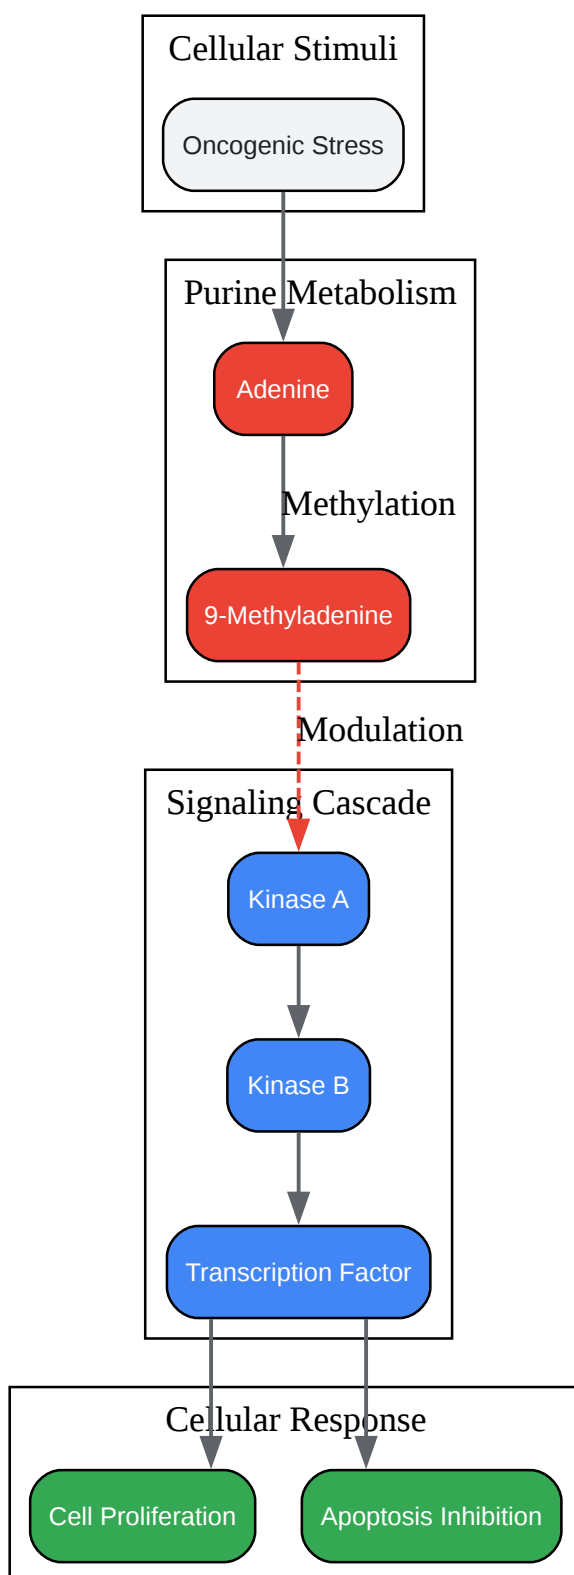 Cellular Stimuli
Oncogenic Stress
Purine Metabolism
Adenine
Methylation
9-Methyladenine
Modulation
Signaling Cascade
Kinase A
Kinase B
Transcription Factor
Cellular Response
Cell Proliferation
Apoptosis Inhibition